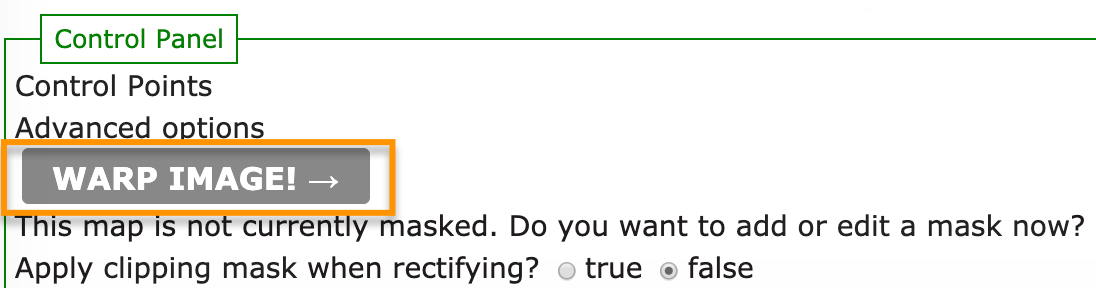 Control Panel
Control Points
Advanced options
WARP IMAGE! →
This map is not currently masked. Do you want to add or edit a mask now?
Apply clipping mask when rectifying? true false